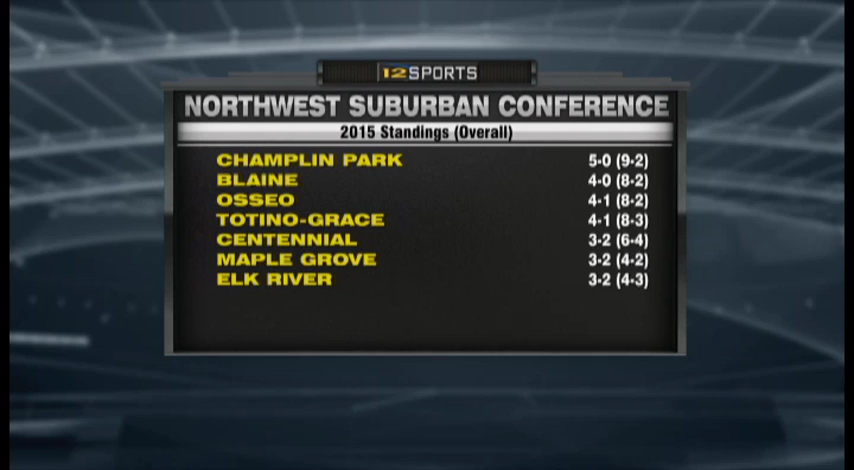 12 SPORTS
NORTHWEST SUBURBAN CONFERENCE
2015 Standings (Overall)
CHAMPLIN PARK 5-0 (9-2)
BLAINE 4-0 (8-2)
OSSEO 4-1 (8-2)
TOTINO-GRACE 4-1 (8-3)
CENTENNIAL 3-2 (6-4)
MAPLE GROVE 3-2 (4-2)
ELK RIVER 3-2 (4-3)